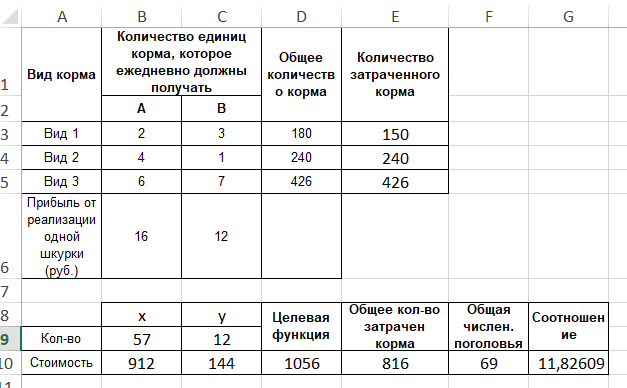 A B C D E F G
Количество единиц
корма, которое
ежедневно должны
получать
Вид корма
Общее
количеств
о корма
Количество
затраченного
корма
1
2 A B
3 Вид 1 2 3 180 150
4 Вид 2 4 1 240 240
5 Вид 3 6 7 426 426
Прибыль от
реализации
одной
шкурки
(руб.)
16 12
6
7
8 x y
Целевая
функция
Общее кол-во
затрачен
корма
Общая
числен.
поголовья
Соотношен
ие
9 Кол-во 57 12
10 Стоимость 912 144 1056 816 69 11,82609